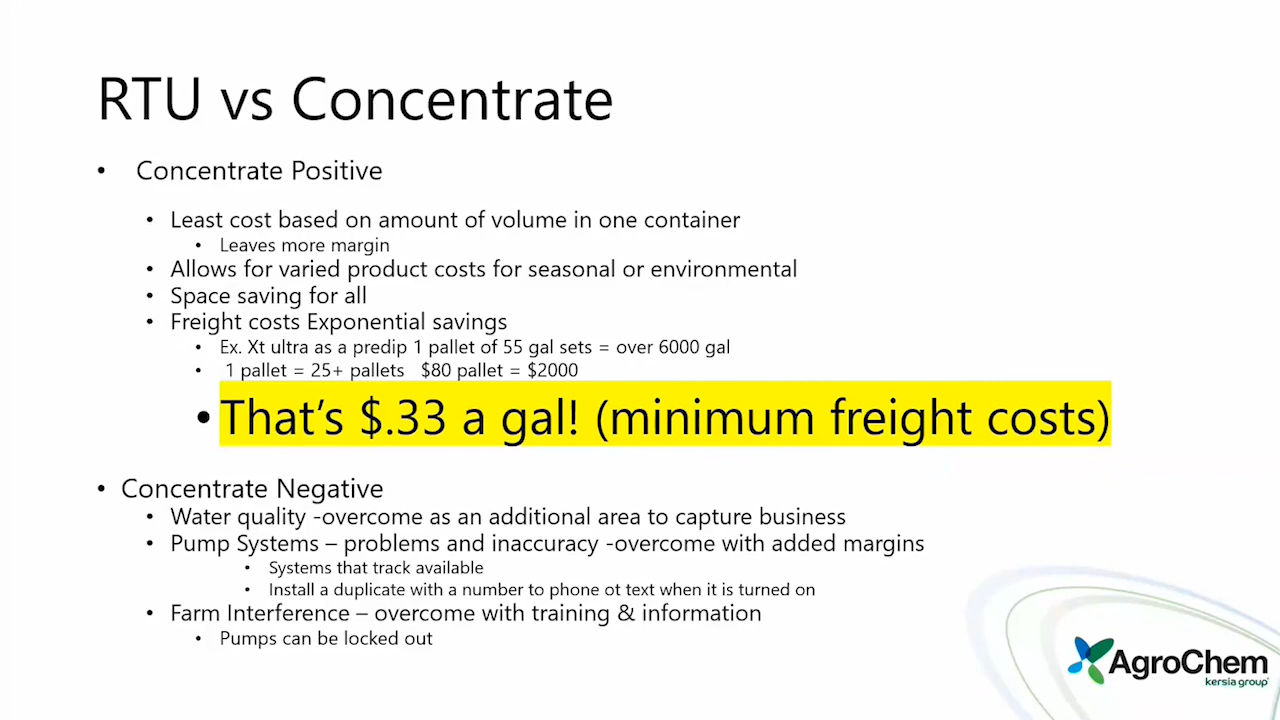 RTU vs Concentrate
• Concentrate Positive
• Least cost based on amount of volume in one container
• Leaves more margin
• Allows for varied product costs for seasonal or environmental
• Space saving for all
• Freight costs Exponential savings
• Ex. Xt ultra as a predip 1 pallet of 55 gal sets = over 6000 gal
• 1 pallet = 25+ pallets $80 pallet = $2000
• That's $.33 a gal! (minimum freight costs)
• Concentrate Negative
• Water quality -overcome as an additional area to capture business
• Pump Systems – problems and inaccuracy -overcome with added margins
• Systems that track available
• Install a duplicate with a number to phone ot text when it is turned on
• Farm Interference – overcome with training & information
• Pumps can be locked out
AgroChem
kersia group